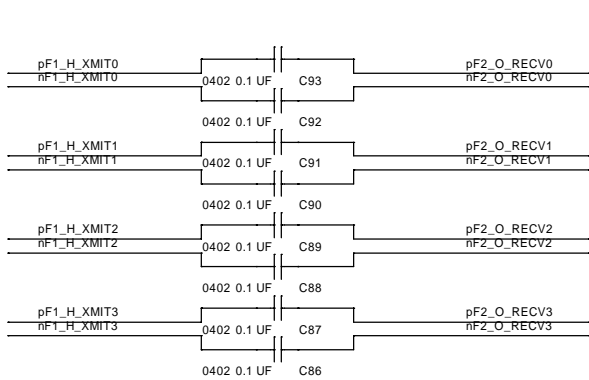 pF1_H_XMIT0 pF2_O_RECV0
nF1_H_XMIT0 0402 0.1 UF C93 nF2_O_RECV0
0402 0.1 UF C92
pF1_H_XMIT1 pF2_O_RECV1
nF1_H_XMIT1 0402 0.1 UF C91 nF2_O_RECV1
0402 0.1 UF C90
pF1_H_XMIT2 pF2_O_RECV2
nF1_H_XMIT2 0402 0.1 UF C89 nF2_O_RECV2
0402 0.1 UF C88
pF1_H_XMIT3 pF2_O_RECV3
nF1_H_XMIT3 0402 0.1 UF C87 nF2_O_RECV3
0402 0.1 UF C86